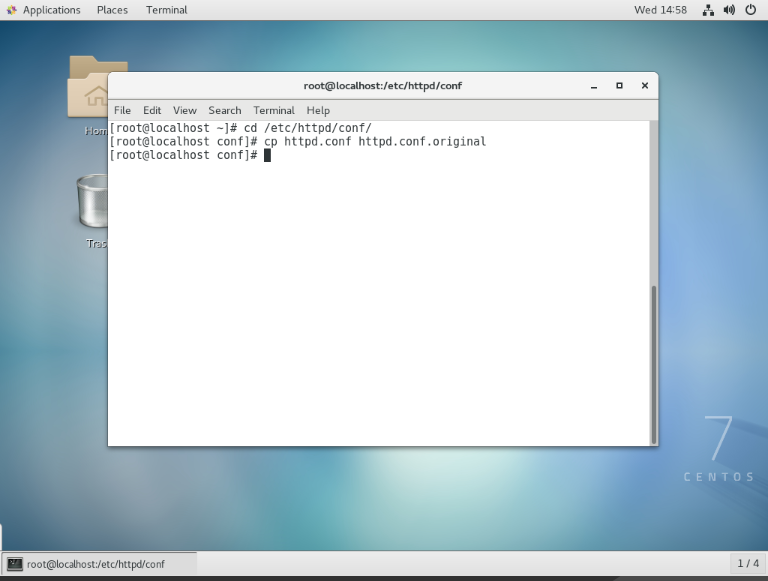 Applications Places Terminal Wed 14:58
root@localhost:/etc/httpd/conf
File Edit View Search Terminal Help
[root@localhost ~]# cd /etc/httpd/conf/
[root@localhost conf]# cp httpd.conf httpd.conf.original
[root@localhost conf]#
Hom
Tras
7
CENTOS
root@localhost:/etc/httpd/conf 1 / 4